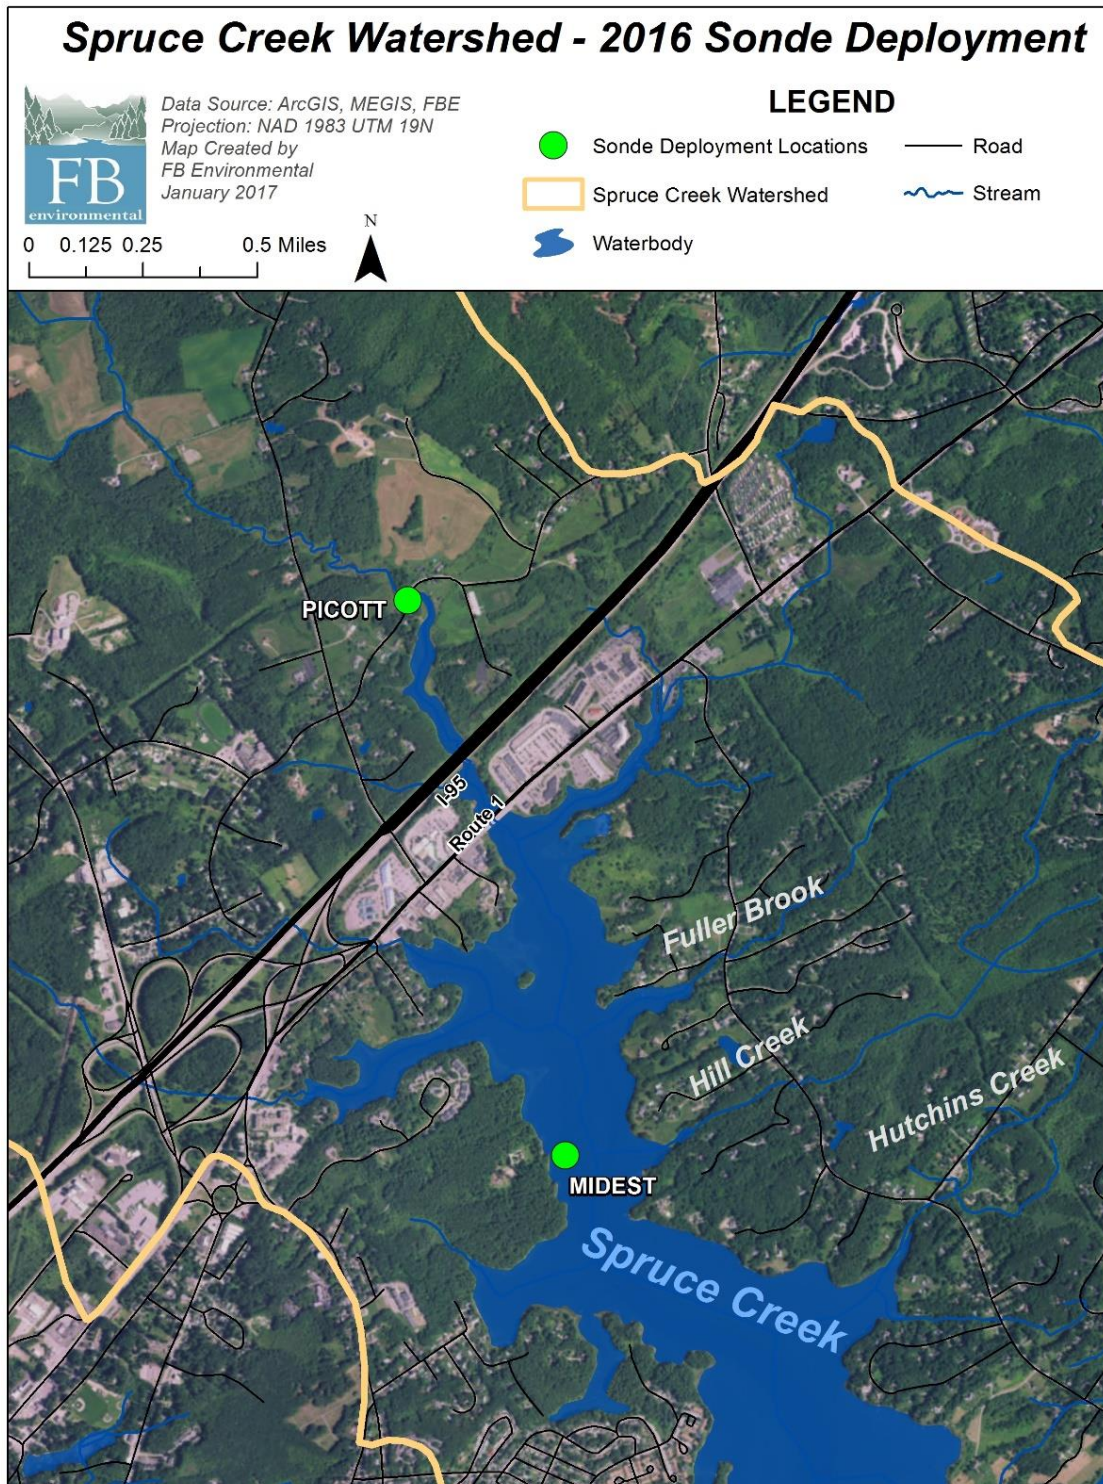 Spruce Creek Watershed - 2016 Sonde Deployment
FB
environmental
Data Source: ArcGIS, MEGIS, FBE
Projection: NAD 1983 UTM 19N
Map Created by
FB Environmental
January 2017
LEGEND
Sonde Deployment Locations
Road
Spruce Creek Watershed
Stream
Waterbody
0 0.125 0.25 0.5 Miles
N
PICOTT
I-95
Route 1
Fuller Brook
Hill Creek
Hutchins Creek
MIDEST
Spruce Creek